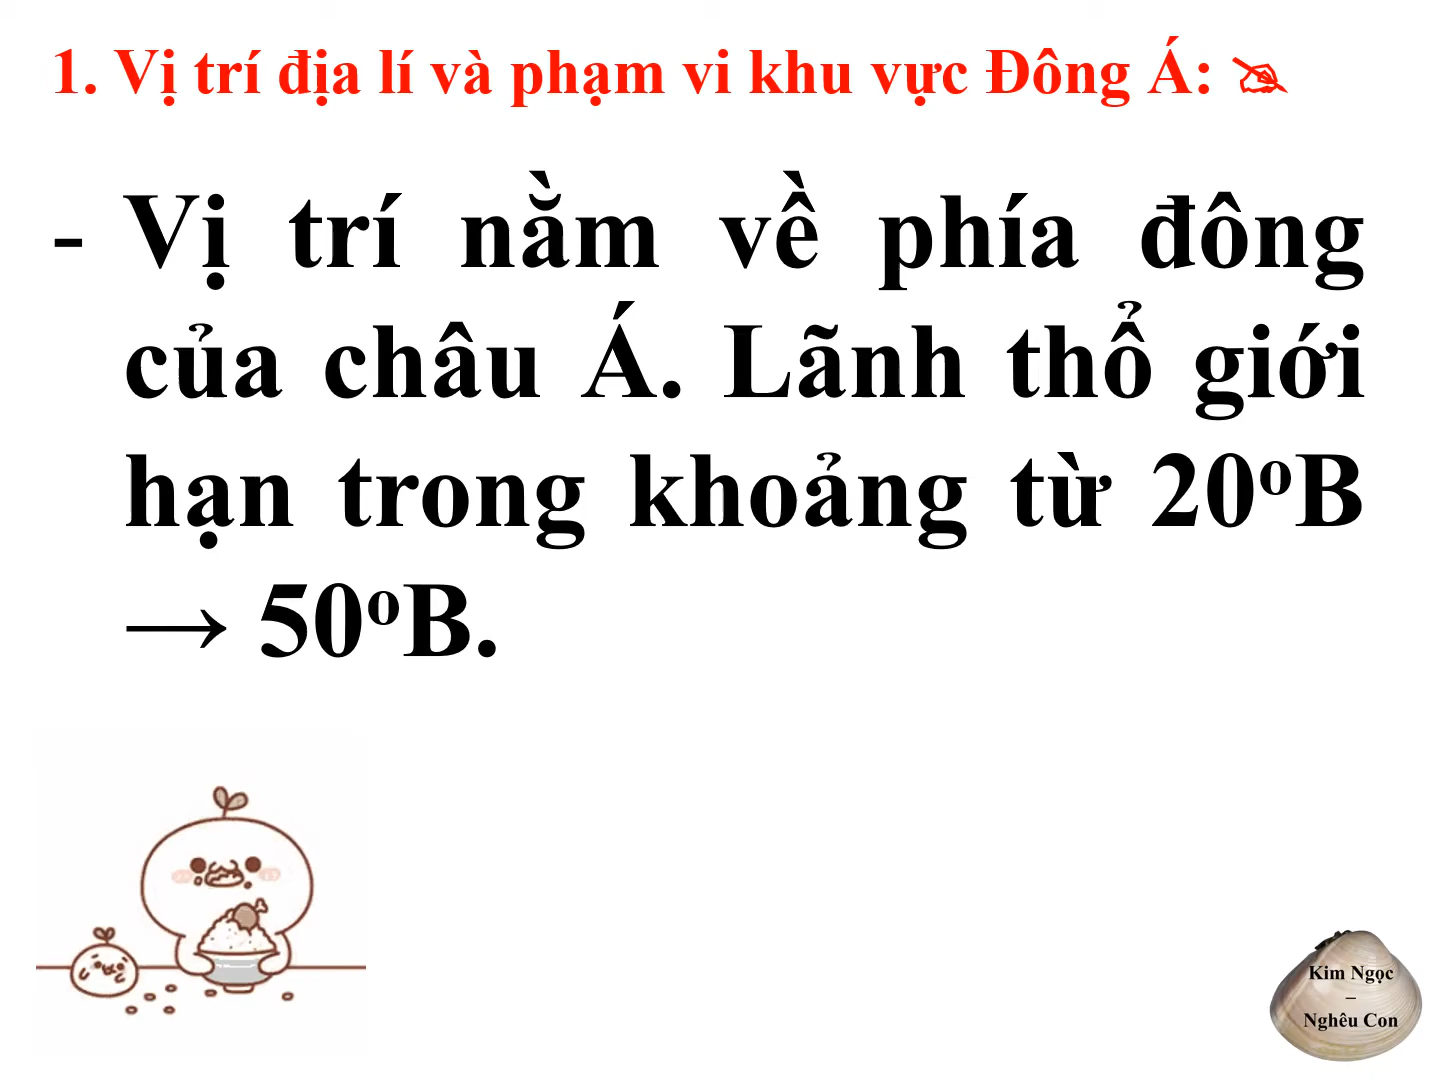 1. Vị trí địa lí và phạm vi khu vực Đông Á:
- Vị trí nằm về phía đông
của châu Á. Lãnh thổ giới
hạn trong khoảng từ 20ºB
→ 50ºB.
Kim Ngọc
–
Nghêu Con